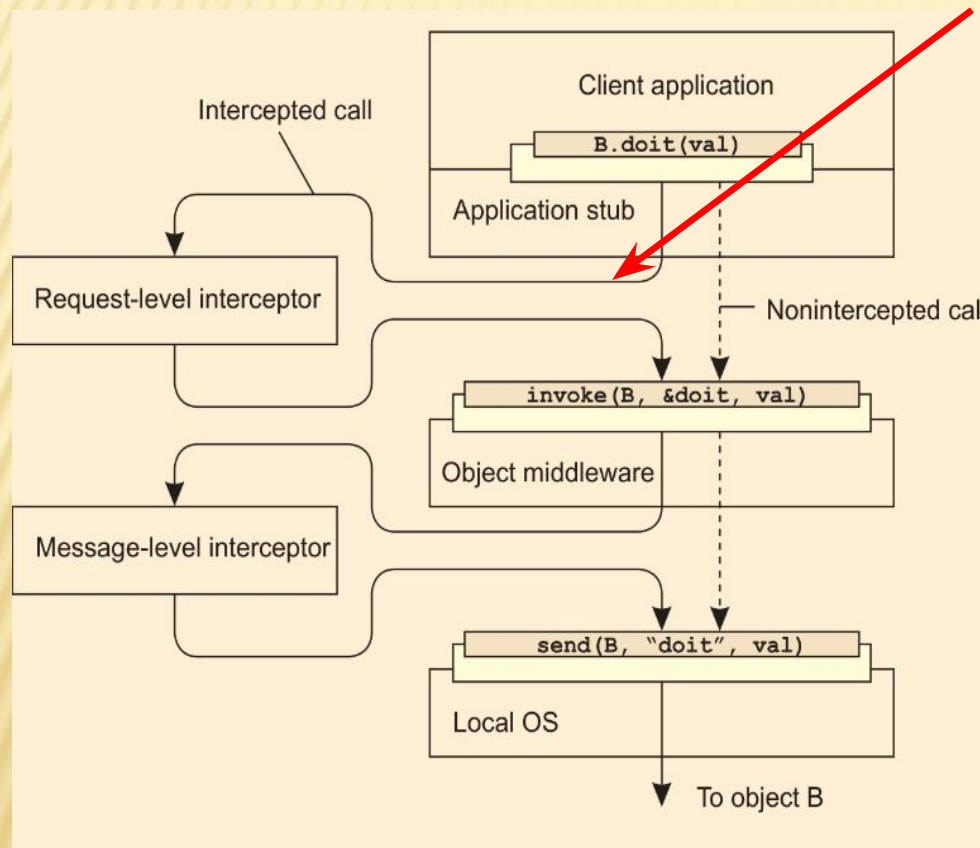 Client application
Intercepted call
B.doit(val)
Application stub
Request-level interceptor
Nonintercepted cal
invoke(B, &doit, val)
Object middleware
Message-level interceptor
send(B, “doit”, val)
Local OS
To object B